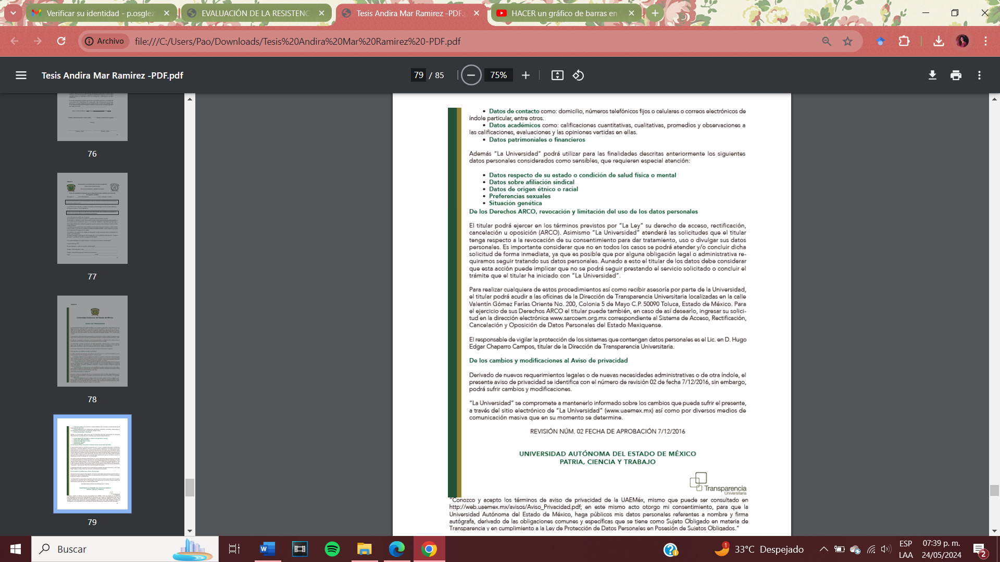 Verificar su identidad - p.osglez
EVALUACIÓN DE LA RESISTENC
Tesis Andira Mar Ramirez -PDF.p
HACER un gráfico de barras en
Archivo
file:///C:/Users/Pao/Downloads/Tesis%20Andira%20Mar%20Ramirez%20-PDF.pdf
Tesis Andira Mar Ramirez -PDF.pdf
79 / 85
75%
76
77
78
79
• Datos de contacto como: domicilio, números telefónicos fijos o celulares o correos electrónicos de
índole particular, entre otros.
• Datos académicos como: calificaciones cuantitativas, cualitativas, promedios y observaciones a
las calificaciones, evaluaciones y las opiniones vertidas en ellas.
• Datos patrimoniales o financieros
Además “La Universidad” podrá utilizar para las finalidades descritas anteriormente los siguientes
datos personales considerados como sensibles, que requieren especial atención:
• Datos respecto de su estado o condición de salud física o mental
• Datos sobre afiliación sindical
• Datos de origen étnico o racial
• Preferencias sexuales
• Situación genética
De los Derechos ARCO, revocación y limitación del uso de los datos personales
El titular podrá ejercer en los términos previstos por “La Ley” su derecho de acceso, rectificación,
cancelación u oposición (ARCO). Asimismo “La Universidad” atenderá las solicitudes que el titular
tenga respecto a la revocación de su consentimiento para dar tratamiento, uso o divulgar sus datos
personales. Es importante considerar que no en todos los casos se podrá atender y/o concluir dicha
solicitud de forma inmediata, ya que es posible que por alguna obligación legal o administrativa re-
quiramos seguir tratando sus datos personales. Aunado a esto el titular de los datos debe considerar
que esta acción puede implicar que no se podrá seguir prestando el servicio solicitado o concluir el
trámite que el titular ha iniciado con “La Universidad”.
Para realizar cualquiera de estos procedimientos así como recibir asesoría por parte de la Universidad,
el titular podrá acudir a las oficinas de la Dirección de Transparencia Universitaria localizadas en la calle
Valentín Gómez Farías Oriente No. 200, Colonia 5 de Mayo C.P. 50090 Toluca, Estado de México. Para
el ejercicio de sus Derechos ARCO el titular puede también, en caso de así desearlo, ingresar su solici-
tud en la dirección electrónica www.sarcoem.org.mx correspondiente al Sistema de Acceso, Rectificación,
Cancelación y Oposición de Datos Personales del Estado Mexiquense.
El responsable de vigilar la protección de los sistemas que contengan datos personales es el Lic. en D. Hugo
Edgar Chaparro Campos, titular de la Dirección de Transparencia Universitaria.
De los cambios y modificaciones al Aviso de privacidad
Derivado de nuevos requerimientos legales o de nuevas necesidades administrativas o de otra índole, el
presente aviso de privacidad se identifica con el número de revisión 02 de fecha 7/12/2016, sin embargo,
podrá sufrir cambios y modificaciones.
“La Universidad” se compromete a mantenerlo informado sobre los cambios que pueda sufrir el presente,
a través del sitio electrónico de “La Universidad” (www.uaemex.mx) así como por diversos medios de
comunicación masiva que en su momento se determine.
REVISIÓN NÚM. 02 FECHA DE APROBACIÓN 7/12/2016
UNIVERSIDAD AUTÓNOMA DEL ESTADO DE MÉXICO
PATRIA, CIENCIA Y TRABAJO
Transparencia
Universitaria
“Conozco y acepto los términos de aviso de privacidad de la UAEMéx, mismo que puede ser consultado en
http://web.uaemex.mx/avisos/Aviso_Privacidad.pdf; en este mismo acto otorgo mi consentimiento, para que la
Universidad Autónoma del Estado de México, haga públicos mis datos personales referentes a nombre y firma
autógrafa, derivado de las obligaciones comunes y específicas que se tiene como Sujeto Obligado en materia de
Transparencia y en cumplimiento a la Ley de Protección de Datos Personales en Posesión de Sujetos Obligados.”
Buscar
1
33°C Despejado
ESP
LAA
07:39 p. m.
24/05/2024
2